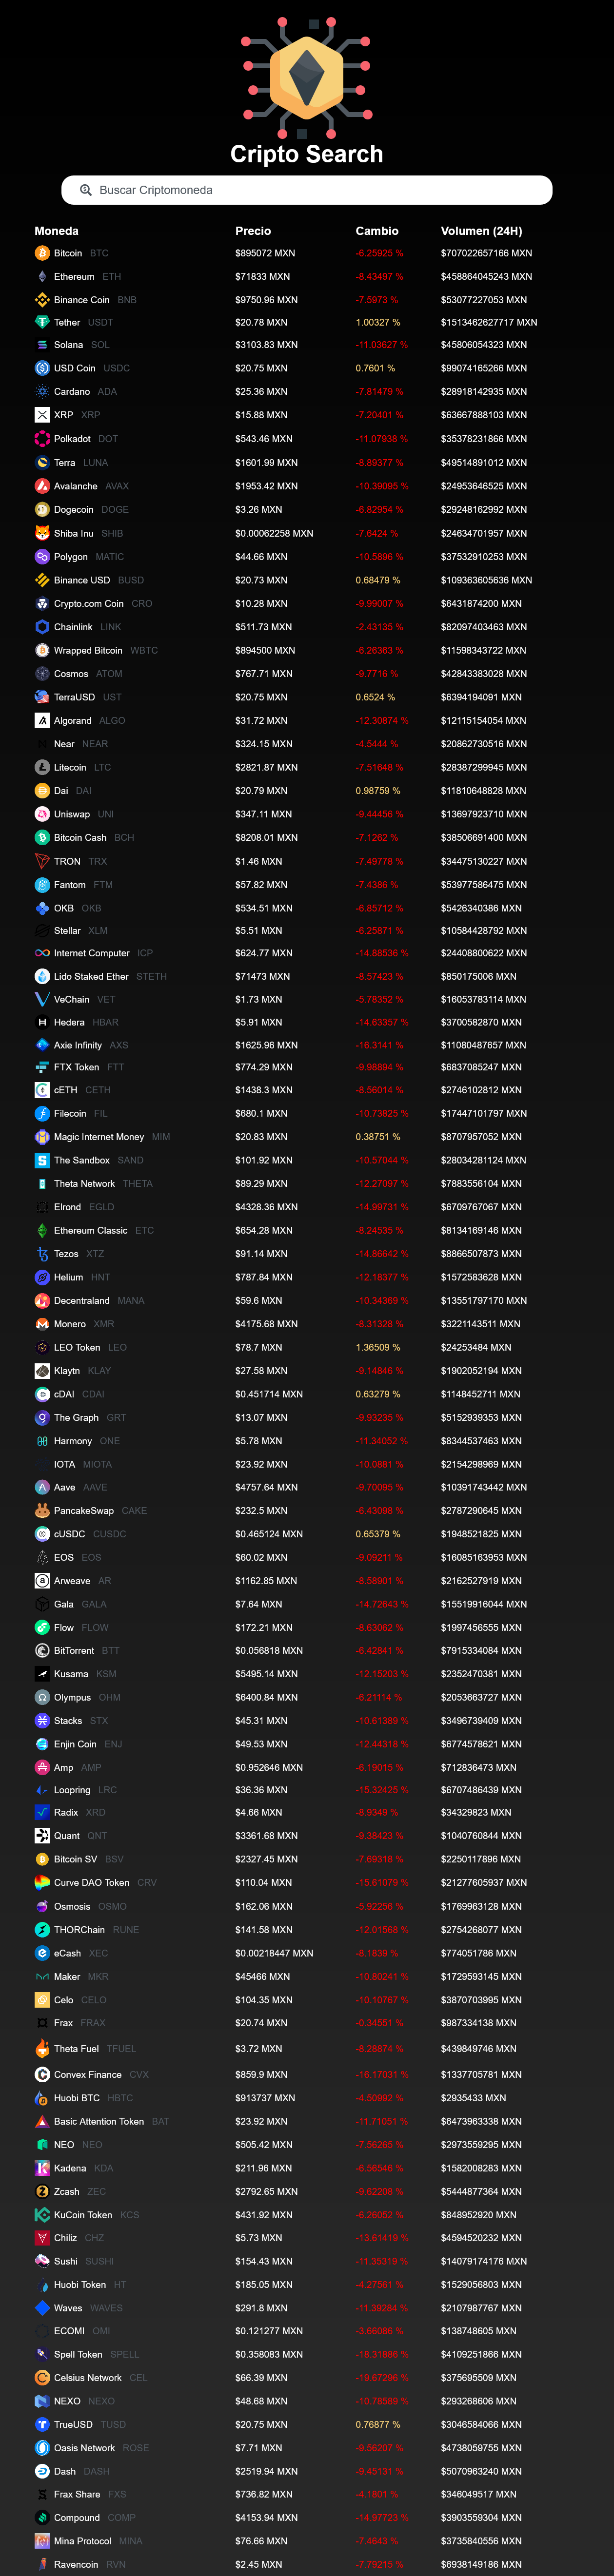 Cripto Search
Buscar Criptomoneda
Moneda Precio Cambio Volumen (24H)
Bitcoin BTC $895072 MXN -6.25925 % $707022657166 MXN
Ethereum ETH $71833 MXN -8.43497 % $458864045243 MXN
Binance Coin BNB $9750.96 MXN -7.5973 % $53077227053 MXN
Tether USDT $20.78 MXN 1.00327 % $1513462627717 MXN
Solana SOL $3103.83 MXN -11.03627 % $45806054323 MXN
USD Coin USDC $20.75 MXN 0.7601 % $99074165266 MXN
Cardano ADA $25.36 MXN -7.81479 % $28918142935 MXN
XRP XRP $15.88 MXN -7.20401 % $63667888103 MXN
Polkadot DOT $543.46 MXN -11.07938 % $35378231866 MXN
Terra LUNA $1601.99 MXN -8.89377 % $49514891012 MXN
Avalanche AVAX $1953.42 MXN -10.39095 % $24953646525 MXN
Dogecoin DOGE $3.26 MXN -6.82954 % $29248162992 MXN
Shiba Inu SHIB $0.00062258 MXN -7.6424 % $24634701957 MXN
Polygon MATIC $44.66 MXN -10.5896 % $37532910253 MXN
Binance USD BUSD $20.73 MXN 0.68479 % $109363605636 MXN
Crypto.com Coin CRO $10.28 MXN -9.99007 % $6431874200 MXN
Chainlink LINK $511.73 MXN -2.43135 % $82097403463 MXN
Wrapped Bitcoin WBTC $894500 MXN -6.26363 % $11598343722 MXN
Cosmos ATOM $767.71 MXN -9.7716 % $42843383028 MXN
TerraUSD UST $20.75 MXN 0.6524 % $6394194091 MXN
Algorand ALGO $31.72 MXN -12.30874 % $12115154054 MXN
Near NEAR $324.15 MXN -4.5444 % $20862730516 MXN
Litecoin LTC $2821.87 MXN -7.51648 % $28387299945 MXN
Dai DAI $20.79 MXN 0.98759 % $11810648828 MXN
Uniswap UNI $347.11 MXN -9.44456 % $13697923710 MXN
Bitcoin Cash BCH $8208.01 MXN -7.1262 % $38506691400 MXN
TRON TRX $1.46 MXN -7.49778 % $34475130227 MXN
Fantom FTM $57.82 MXN -7.4386 % $53977586475 MXN
OKB OKB $534.51 MXN -6.85712 % $5426340386 MXN
Stellar XLM $5.51 MXN -6.25871 % $10584428792 MXN
Internet Computer ICP $624.77 MXN -14.88538 % $24408800622 MXN
Lido Staked Ether STETH $71473 MXN -8.57423 % $850175006 MXN
VeChain VET $1.73 MXN -5.78352 % $16053783114 MXN
Hedera HBAR $5.91 MXN -14.63357 % $3700582870 MXN
Axie Infinity AXS $1625.96 MXN -16.3141 % $11080487657 MXN
FTX Token FTT $774.29 MXN -9.98894 % $6837085247 MXN
cETH CETH $1438.3 MXN -8.56014 % $2746102812 MXN
Filecoin FIL $680.1 MXN -10.73825 % $17447101797 MXN
Magic Internet Money MIM $20.83 MXN 0.38751 % $8707957052 MXN
The Sandbox SAND $101.92 MXN -10.57044 % $28034281124 MXN
Theta Network THETA $89.29 MXN -12.27097 % $7883556104 MXN
Elrond EGLD $4328.36 MXN -14.99731 % $6709767067 MXN
Ethereum Classic ETC $654.28 MXN -8.24535 % $8134169146 MXN
Tezos XTZ $91.14 MXN -14.86642 % $8866507873 MXN
Helium HNT $787.84 MXN -12.18377 % $1572583628 MXN
Decentraland MANA $59.6 MXN -10.34369 % $13551797170 MXN
Monero XMR $4175.68 MXN -8.31328 % $3221143511 MXN
LEO Token LEO $78.7 MXN 1.36509 % $24253484 MXN
Klaytn KLAY $27.58 MXN -9.14846 % $1902052194 MXN
cDAI CDAI $0.451714 MXN 0.63279 % $1148452711 MXN
The Graph GRT $13.07 MXN -9.93235 % $5152939353 MXN
Harmony ONE $5.78 MXN -11.34052 % $8344537463 MXN
IOTA MIOTA $23.92 MXN -10.0881 % $2154298969 MXN
Aave AAVE $4757.64 MXN -9.70095 % $10391743442 MXN
PancakeSwap CAKE $232.5 MXN -6.43098 % $2787290645 MXN
cUSDC CUSDC $0.465124 MXN 0.65379 % $1948521825 MXN
EOS EOS $60.02 MXN -9.09211 % $16085163953 MXN
Arweave AR $1162.85 MXN -8.58901 % $2162527919 MXN
Gala GALA $7.64 MXN -14.72643 % $15519916044 MXN
Flow FLOW $172.21 MXN -8.63062 % $1997456555 MXN
BitTorrent BTT $0.056818 MXN -6.42841 % $7915334084 MXN
Kusama KSM $5495.14 MXN -12.15203 % $2352470381 MXN
Olympus OHM $6400.84 MXN -6.21114 % $2053663727 MXN
Stacks STX $45.31 MXN -10.61389 % $3496739409 MXN
Enjin Coin ENJ $49.53 MXN -12.44318 % $6774578621 MXN
Amp AMP $0.952646 MXN -6.19015 % $712836473 MXN
Loopring LRC $36.36 MXN -15.32425 % $6707486439 MXN
Radix XRD $4.66 MXN -8.9349 % $34329823 MXN
Quant QNT $3361.68 MXN -9.36423 % $1040760844 MXN
Bitcoin SV BSV $2327.45 MXN -7.69318 % $2250117896 MXN
Curve DAO Token CRV $110.04 MXN -15.61079 % $21277605937 MXN
Osmosis OSMO $162.06 MXN -5.92256 % $1769963128 MXN
THORChain RUNE $141.58 MXN -12.01568 % $2754268077 MXN
eCash XEC $0.00218447 MXN -8.1839 % $774051786 MXN
Maker MKR $45466 MXN -10.80241 % $1729593145 MXN
Celo CELO $104.35 MXN -10.10767 % $3870703995 MXN
Frax FRAX $20.74 MXN -0.34551 % $987334138 MXN
Theta Fuel TFUEL $3.72 MXN -8.26874 % $439849746 MXN
Convex Finance CVX $859.9 MXN -16.17031 % $1337705781 MXN
Huobi BTC HBTC $913737 MXN -4.50992 % $2935433 MXN
Basic Attention Token BAT $23.92 MXN -11.71051 % $6473963338 MXN
NEO NEO $505.42 MXN -7.56265 % $2973559295 MXN
Kadena KDA $211.96 MXN -6.56546 % $1582008283 MXN
Zcash ZEC $2792.65 MXN -9.62208 % $5444877364 MXN
KuCoin Token KCS $431.92 MXN -8.26052 % $848952920 MXN
Chiliz CHZ $5.73 MXN -13.61419 % $4594520232 MXN
Sushi SUSHI $154.43 MXN -11.35319 % $14079174176 MXN
Huobi Token HT $185.05 MXN -4.27561 % $1529056803 MXN
Waves WAVES $291.8 MXN -11.39284 % $2107987767 MXN
ECOMI OMI $0.121277 MXN -3.66086 % $138748605 MXN
Spell Token SPELL $0.358083 MXN -18.31886 % $4109251866 MXN
Celsius Network CEL $66.39 MXN -19.67296 % $375695509 MXN
NEXO NEXO $48.68 MXN -10.78589 % $293268606 MXN
TrueUSD TUSD $20.75 MXN 0.76877 % $3046584066 MXN
Oasis Network ROSE $7.71 MXN -9.56207 % $4738059755 MXN
Dash DASH $2519.94 MXN -9.45131 % $5070963240 MXN
Frax Share FXS $736.82 MXN -4.1801 % $346049517 MXN
Compound COMP $4153.94 MXN -14.97723 % $3903559304 MXN
Mina Protocol MINA $76.66 MXN -7.4643 % $3735840556 MXN
Ravencoin RVN $2.45 MXN -7.79215 % $6938149186 MXN